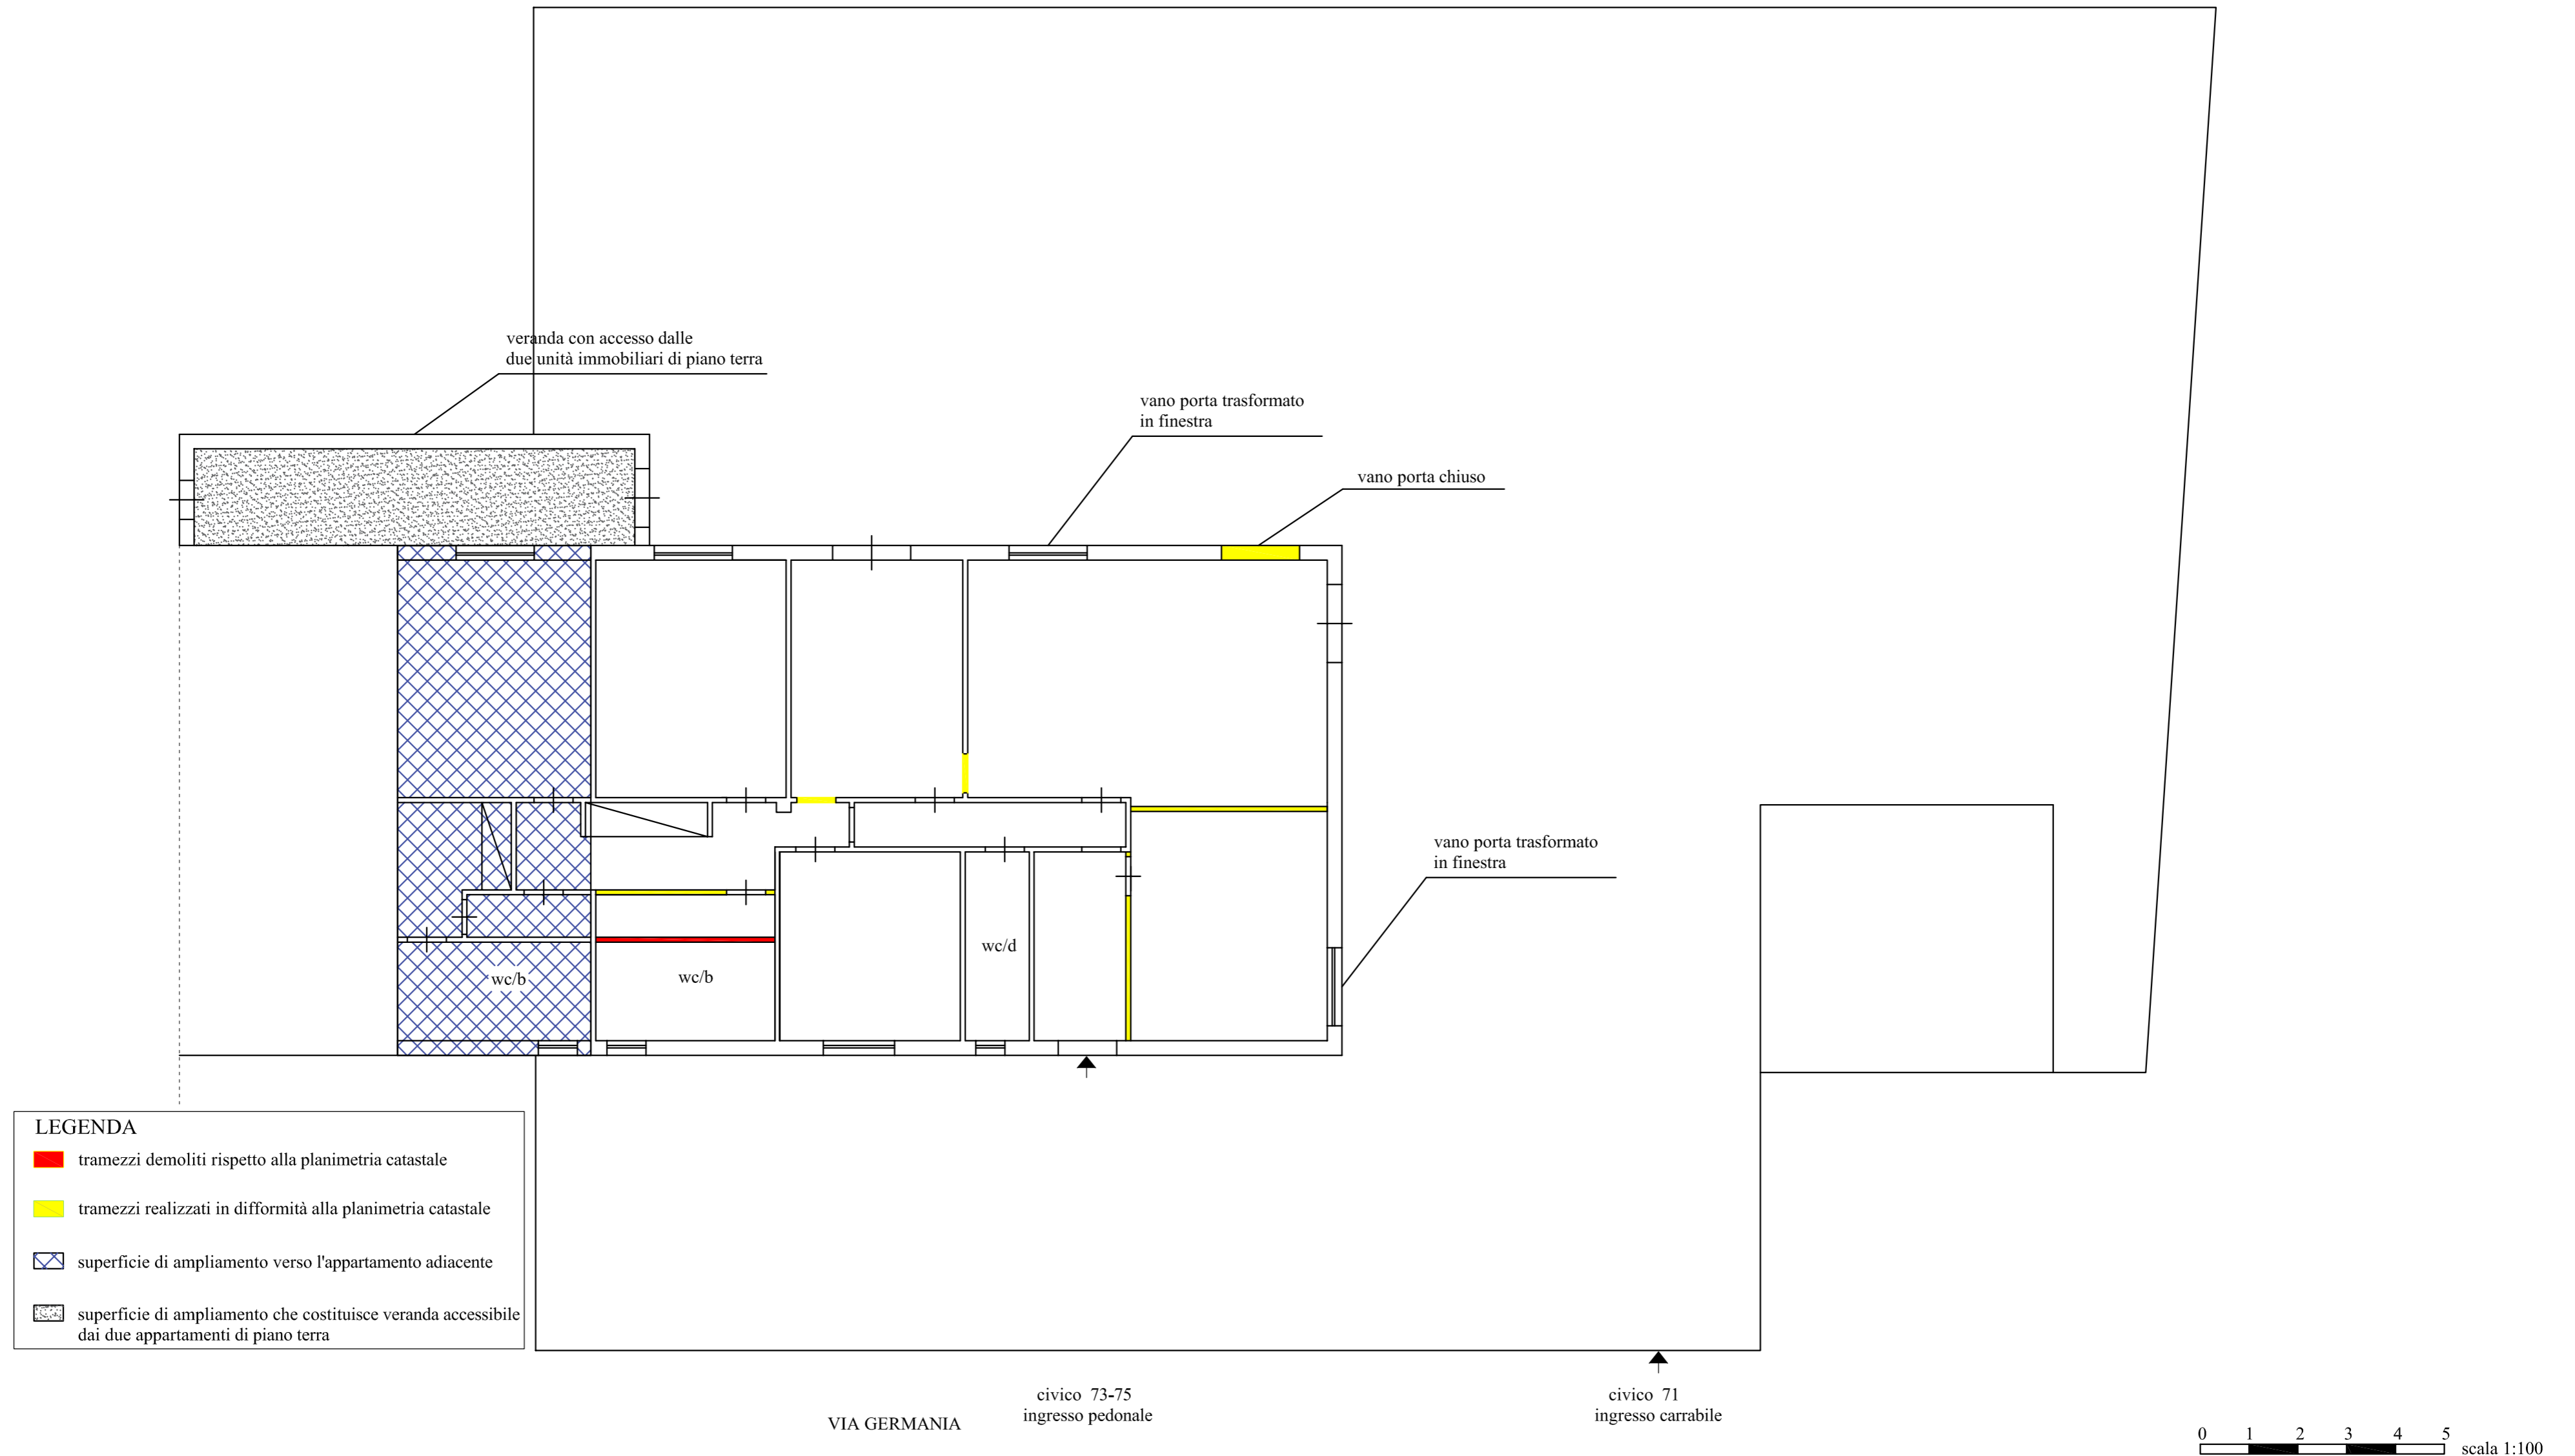 veranda con accesso dalle
due unità immobiliari di piano terra
vano porta trasformato
in finestra
vano porta chiuso
vano porta trasformato
in finestra
wc/d
wc/b
wc/b
LEGENDA
tramezzi demoliti rispetto alla planimetria catastale
tramezzi realizzati in difformità alla planimetria catastale
superficie di ampliamento verso l'appartamento adiacente
superficie di ampliamento che costituisce veranda accessibile
dai due appartamenti di piano terra
civico 73-75
ingresso pedonale
civico 71
ingresso carrabile
VIA GERMANIA
0 1 2 3 4 5
scala 1:100